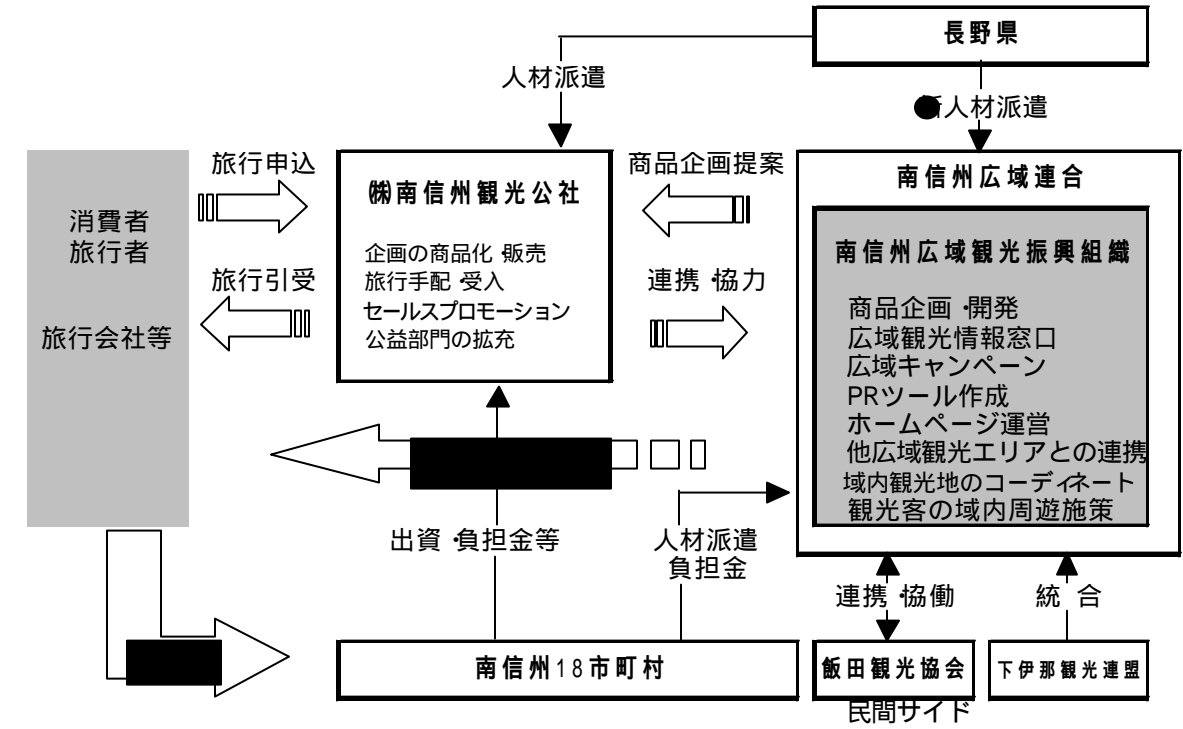 長野県
人材派遣
新人材派遣
旅行申込
商品企画提案
消費者
旅行者
旅行会社等
旅行引受
㈱南信州観光公社
企画の商品化・販売
旅行手配・受入
セールスプロモーション
公益部門の拡充
連携・協力
南信州広域連合
南信州広域観光振興組織
商品企画・開発
広域観光情報窓口
広域キャンペーン
PRツール作成
ホームページ運営
他広域観光エリアとの連携
域内観光地のコーディネート
観光客の域内周遊施策
出資・負担金等
人材派遣
負担金
連携・協働
統 合
南信州18市町村
飯田観光協会
下伊那観光連盟
民間サイド